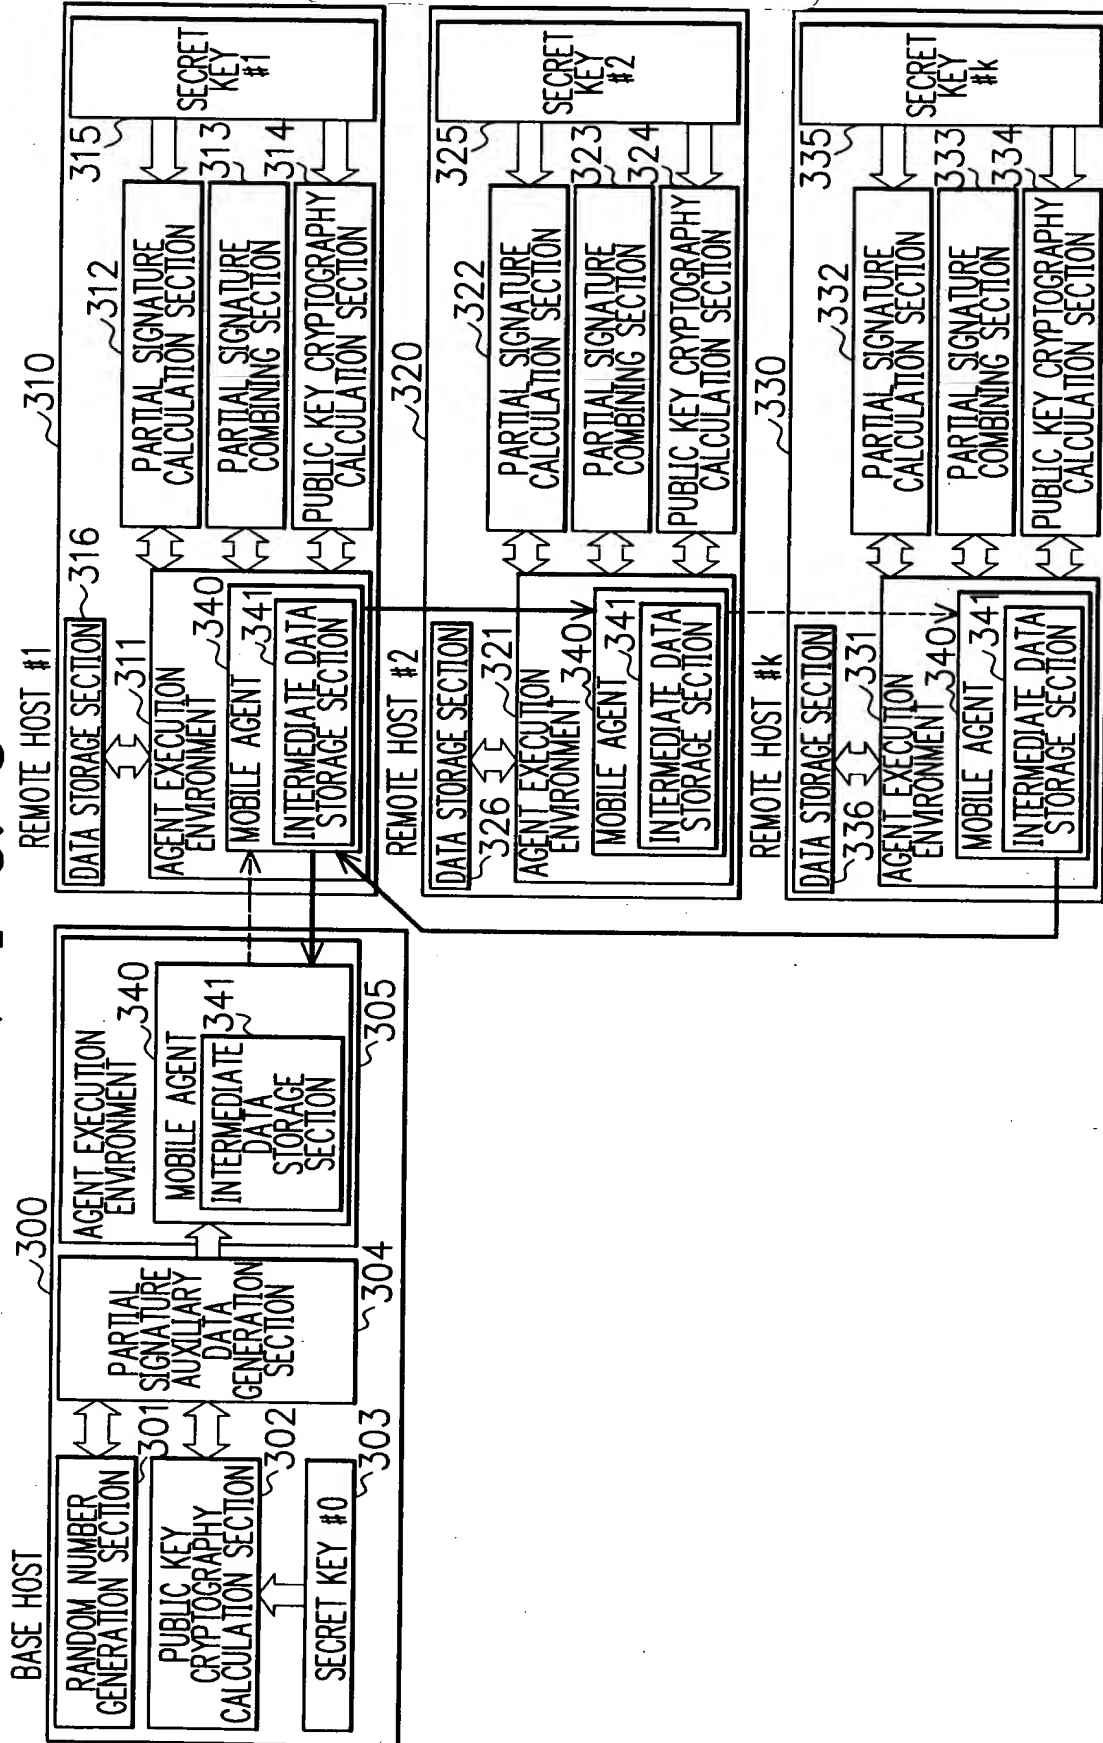 BASE HOST
300
RANDOM NUMBER
GENERATION SECTION
301
PUBLIC KEY
CRYPTOGRAPHY
CALCULATION SECTION
302
SECRET KEY #0
303
PARTIAL
SIGNATURE
AUXILIARY
DATA
GENERATION
SECTION
304
AGENT EXECUTION
ENVIRONMENT
340
MOBILE AGENT
341
INTERMEDIATE
DATA
STORAGE
SECTION
305
REMOTE HOST #1
310
DATA STORAGE SECTION
316
311
AGENT EXECUTION
ENVIRONMENT
340
MOBILE AGENT
341
INTERMEDIATE DATA
STORAGE SECTION
312
PARTIAL SIGNATURE
CALCULATION SECTION
313
PARTIAL SIGNATURE
COMBINING SECTION
314
PUBLIC KEY CRYPTOGRAPHY
CALCULATION SECTION
315
SECRET
KEY
#1
REMOTE HOST #2
320
DATA STORAGE SECTION
326
321
AGENT EXECUTION
ENVIRONMENT
340
MOBILE AGENT
341
INTERMEDIATE DATA
STORAGE SECTION
322
PARTIAL SIGNATURE
CALCULATION SECTION
323
PARTIAL SIGNATURE
COMBINING SECTION
324
PUBLIC KEY CRYPTOGRAPHY
CALCULATION SECTION
325
SECRET
KEY
#2
REMOTE HOST #k
330
DATA STORAGE SECTION
336
331
AGENT EXECUTION
ENVIRONMENT
340
MOBILE AGENT
341
INTERMEDIATE DATA
STORAGE SECTION
332
PARTIAL SIGNATURE
CALCULATION SECTION
333
PARTIAL SIGNATURE
COMBINING SECTION
334
PUBLIC KEY CRYPTOGRAPHY
CALCULATION SECTION
335
SECRET
KEY
#k